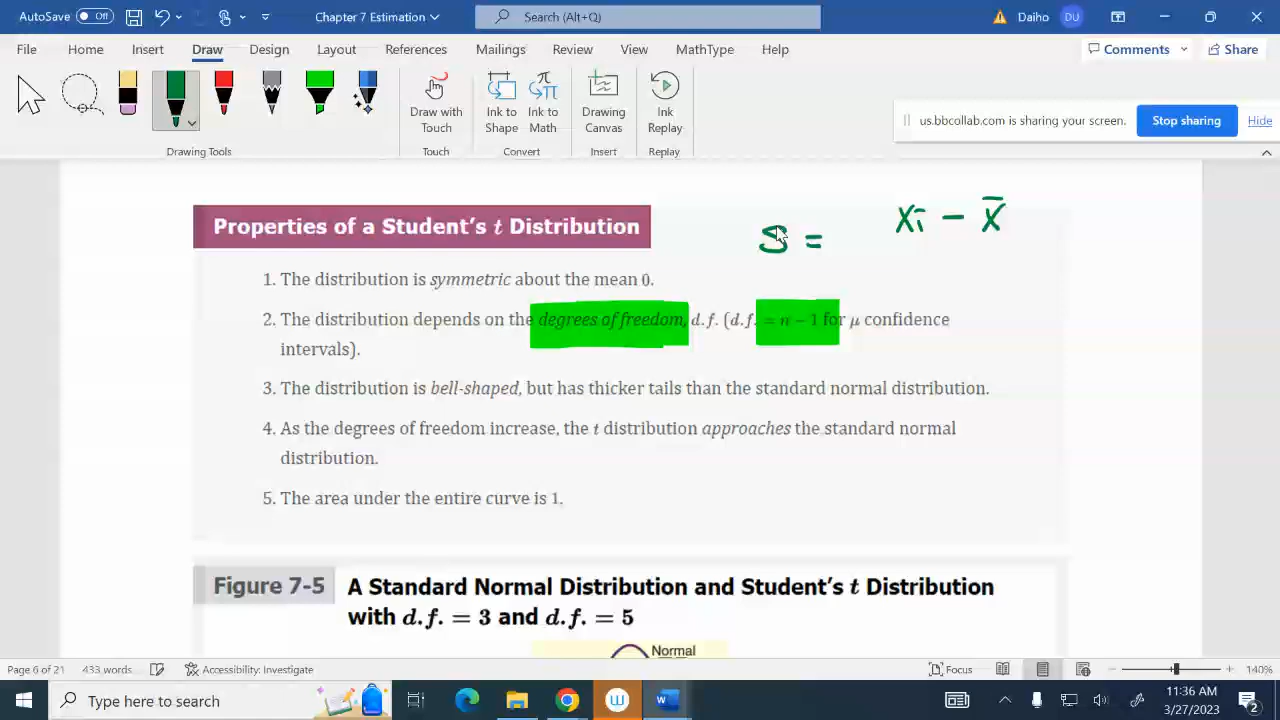 AutoSave Off Chapter 7 Estimation Search (Alt+Q) Daiho DU
File Home Insert Draw Design Layout References Mailings Review View MathType Help Comments Share
Draw with Touch Ink to Shape Ink to Math Drawing Canvas Ink Replay
us.bbcollab.com is sharing your screen. Stop sharing Hide
Drawing Tools Touch Convert Insert Replay
Properties of a Student's t Distribution
S = Xi − X̄
1. The distribution is symmetric about the mean 0.
2. The distribution depends on the degrees of freedom, d.f. (d.f. = n − 1 for μ confidence
intervals).
3. The distribution is bell-shaped, but has thicker tails than the standard normal distribution.
4. As the degrees of freedom increase, the t distribution approaches the standard normal
distribution.
5. The area under the entire curve is 1.
Figure 7-5 A Standard Normal Distribution and Student's t Distribution
with d.f. = 3 and d.f. = 5
Normal
Page 6 of 21 433 words Accessibility: Investigate Focus 140%
Type here to search 11:36 AM
3/27/2023 2